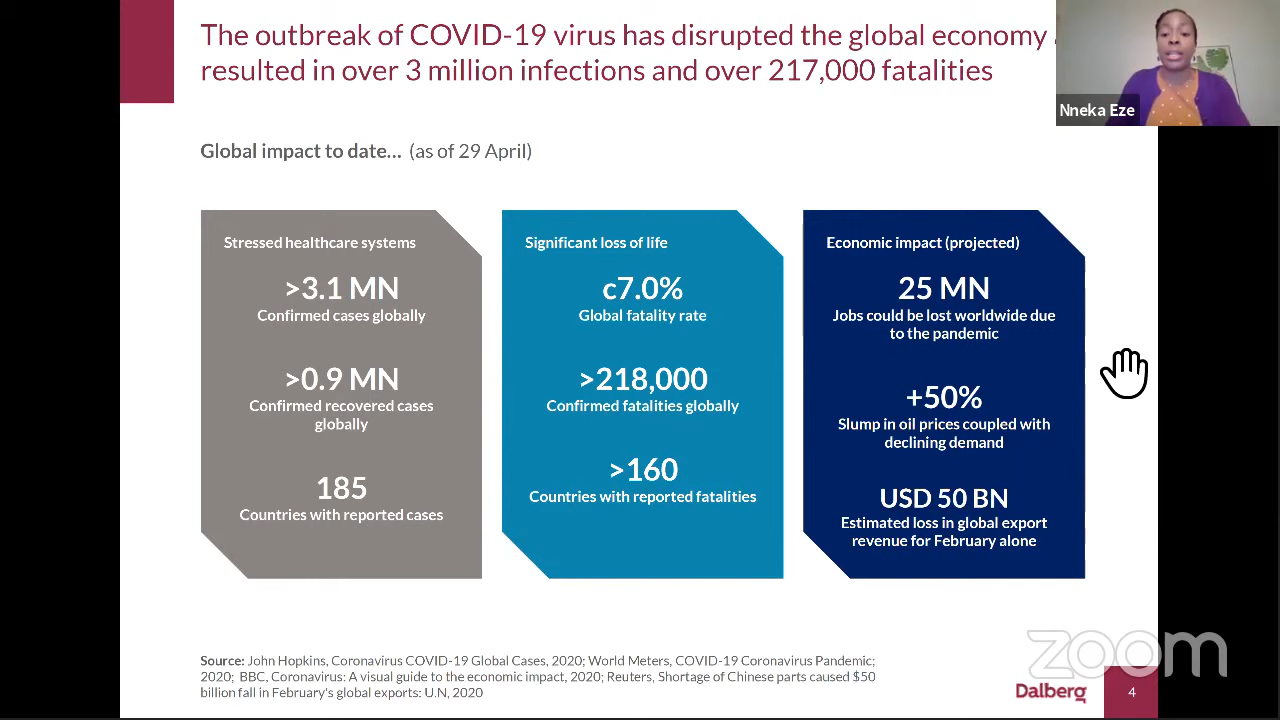 The outbreak of COVID-19 virus has disrupted the global economy
resulted in over 3 million infections and over 217,000 fatalities
Nneka Eze
Global impact to date... (as of 29 April)
Stressed healthcare systems
>3.1 MN
Confirmed cases globally
>0.9 MN
Confirmed recovered cases
globally
185
Countries with reported cases
Significant loss of life
c7.0%
Global fatality rate
>218,000
Confirmed fatalities globally
>160
Countries with reported fatalities
Economic impact (projected)
25 MN
Jobs could be lost worldwide due
to the pandemic
+50%
Slump in oil prices coupled with
declining demand
USD 50 BN
Estimated loss in global export
revenue for February alone
Source: John Hopkins, Coronavirus COVID-19 Global Cases, 2020; World Meters, COVID-19 Coronavirus Pandemic;
2020; BBC, Coronavirus: A visual guide to the economic impact, 2020; Reuters, Shortage of Chinese parts caused $50
billion fall in February's global exports: U.N, 2020
zoom
Dalberg
4